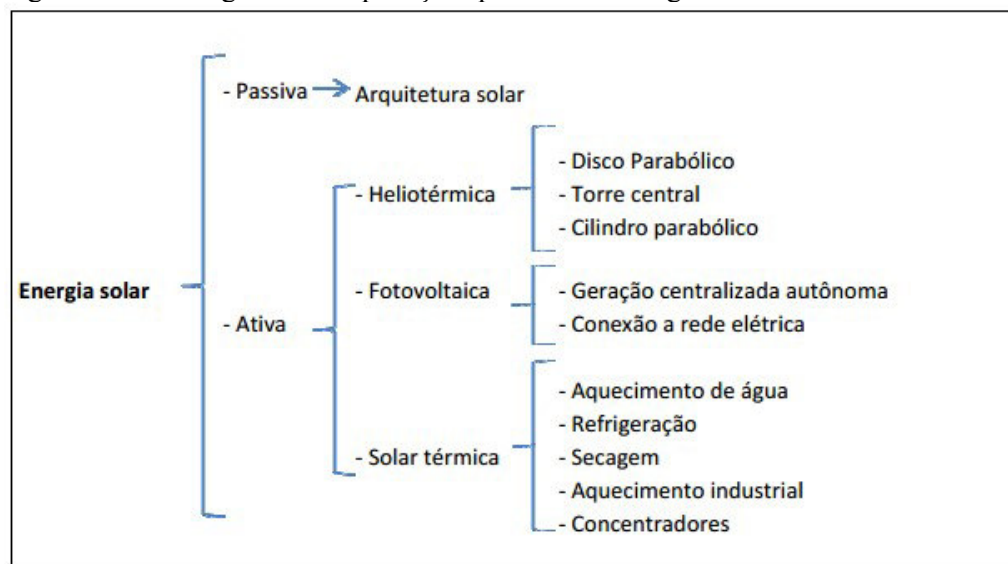 - Passiva
Arquitetura solar
- Disco Parabólico
- Heliotérmica
- Torre central
- Cilindro parabólico
Energia solar
- Fotovoltaica
- Geração centralizada autônoma
- Ativa
- Conexão a rede elétrica
- Aquecimento de água
- Refrigeração
- Solar térmica
- Secagem
- Aquecimento industrial
- Concentradores